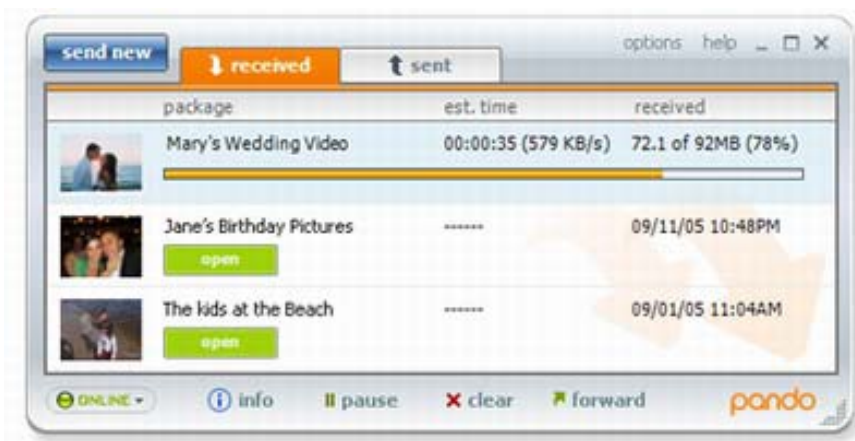 send new
received
sent
options help
package est. time received
Mary's Wedding Video 00:00:35 (579 KB/s) 72.1 of 92MB (78%)
Jane's Birthday Pictures ------ 09/11/05 10:48PM
open
The kids at the Beach ------ 09/01/05 11:04AM
open
ONLINE info pause clear forward pando